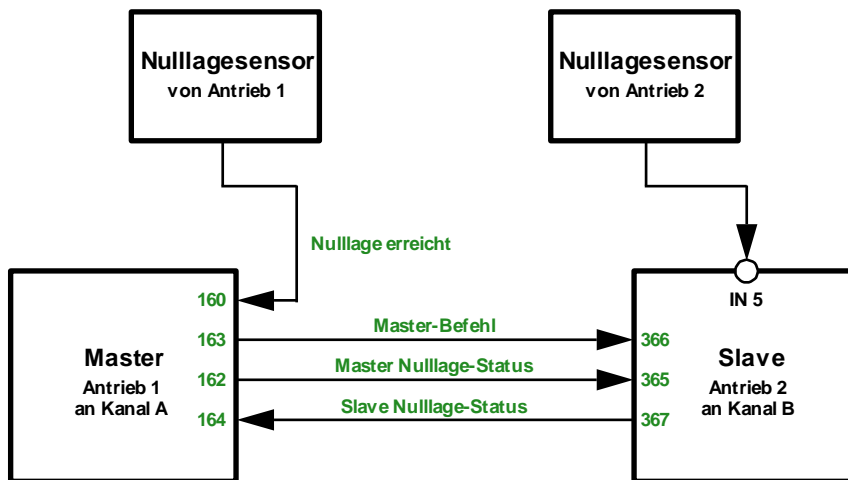 Nulllagesensor
von Antrieb 1
Nulllagesensor
von Antrieb 2
Nulllage erreicht
160
IN 5
163
Master-Befehl
366
Master
Slave
Antrieb 1
an Kanal A
162
Master Nulllage-Status
365
Antrieb 2
an Kanal B
164
Slave Nulllage-Status
367